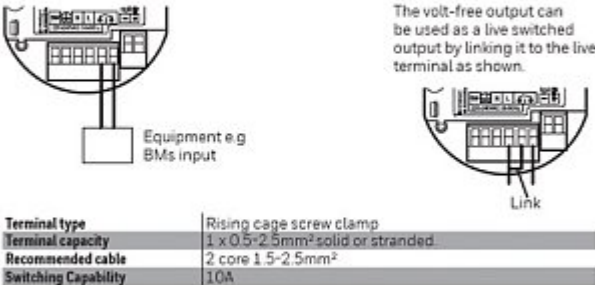 The volt-free output can
be used as a live switched
output by linking it to the live
terminal as shown.
Equipment e.g
BMs input
Link
Terminal type Rising cage screw clamp
Terminal capacity 1 x 0.5-2.5mm² solid or stranded.
Recommended cable 2 core 1.5-2.5mm²
Switching Capability 10A